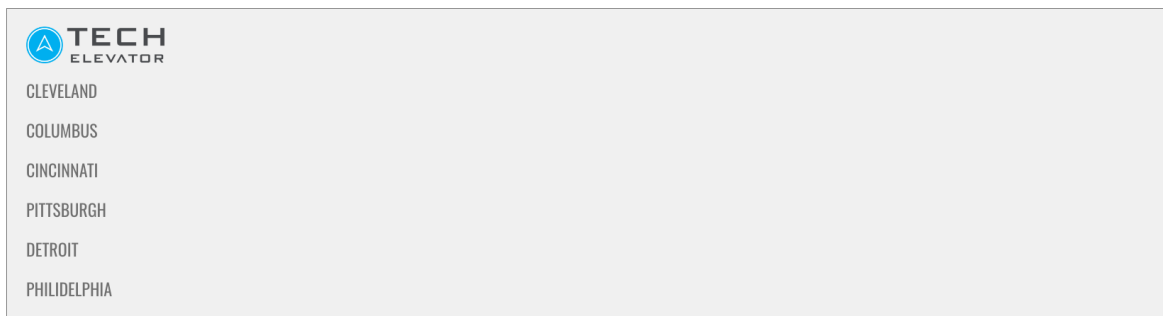 TECH
ELEVATOR
CLEVELAND
COLUMBUS
CINCINNATI
PITTSBURGH
DETROIT
PHILIDELPHIA